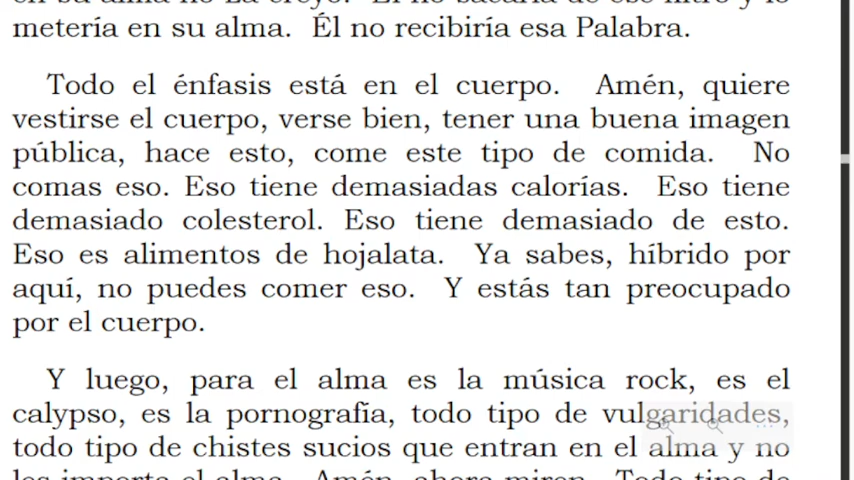 metería en su alma. Él no recibiría esa Palabra.
Todo el énfasis está en el cuerpo. Amén, quiere
vestirse el cuerpo, verse bien, tener una buena imagen
pública, hace esto, come este tipo de comida. No
comas eso. Eso tiene demasiadas calorías. Eso tiene
demasiado colesterol. Eso tiene demasiado de esto.
Eso es alimentos de hojalata. Ya sabes, híbrido por
aquí, no puedes comer eso. Y estás tan preocupado
por el cuerpo.
Y luego, para el alma es la música rock, es el
calypso, es la pornografía, todo tipo de vulgaridades,
todo tipo de chistes sucios que entran en el alma y no